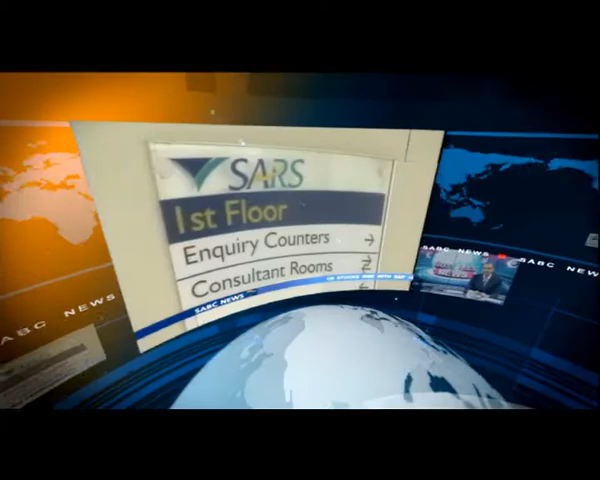 SARS
1st Floor
Enquiry Counters
Consultant Rooms
SABC NEWS
SABC NEWS
SABC NEWS
SABC NEWS